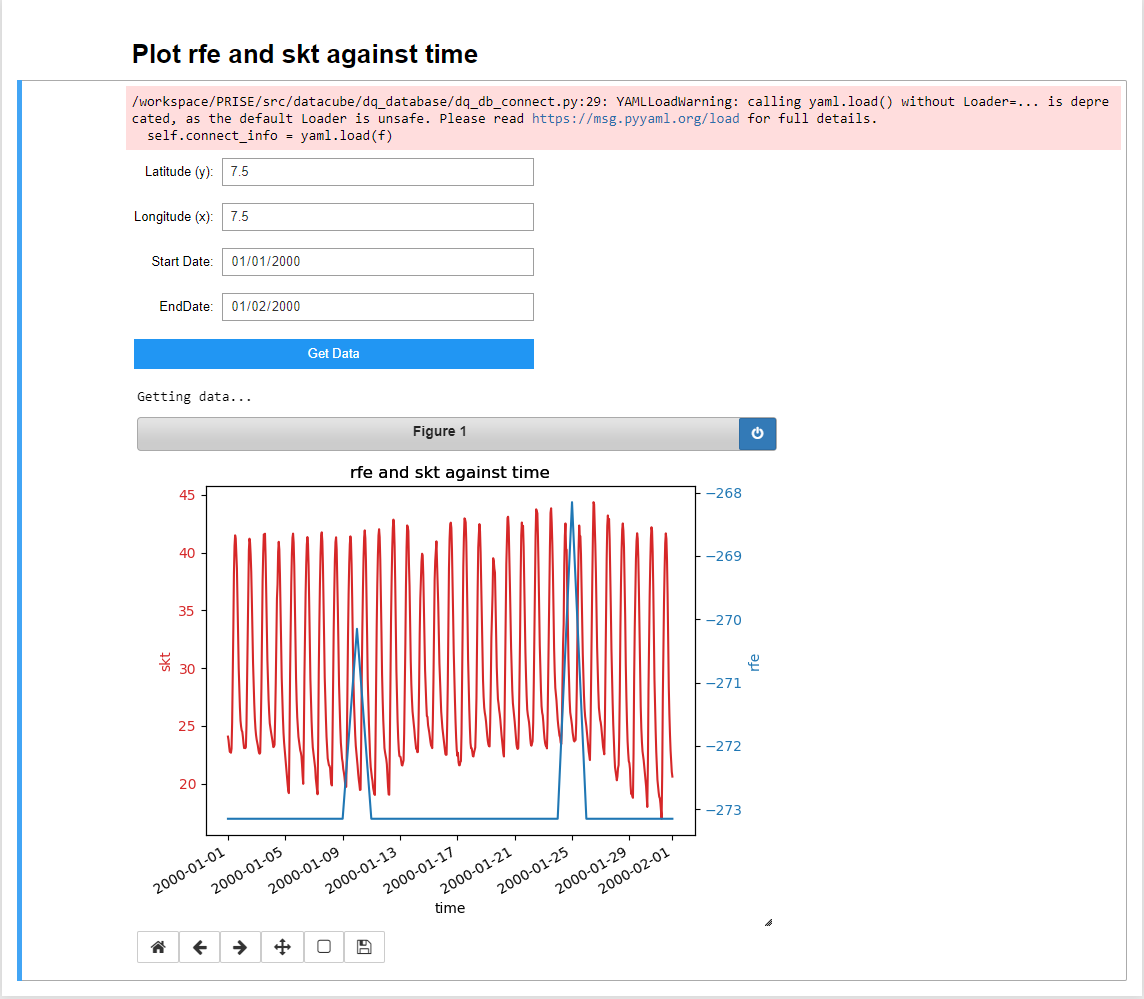 Plot rfe and skt against time
/workspace/PRISE/src/datacube/dq_database/dq_db_connect.py:29: YAMLLoadWarning: calling yaml.load() without Loader=... is depre
cated, as the default Loader is unsafe. Please read https://msg.pyyaml.org/load for full details.
self.connect_info = yaml.load(f)
Latitude (y): 7.5
Longitude (x): 7.5
Start Date: 01/01/2000
EndDate: 01/02/2000
Get Data
Getting data...
Figure 1
rfe and skt against time
45
40
35
30
25
20
skt
−268
−269
−270
−271
−272
−273
rfe
2000-01-01
2000-01-05
2000-01-09
2000-01-13
2000-01-17
2000-01-21
2000-01-25
2000-01-29
2000-02-01
time